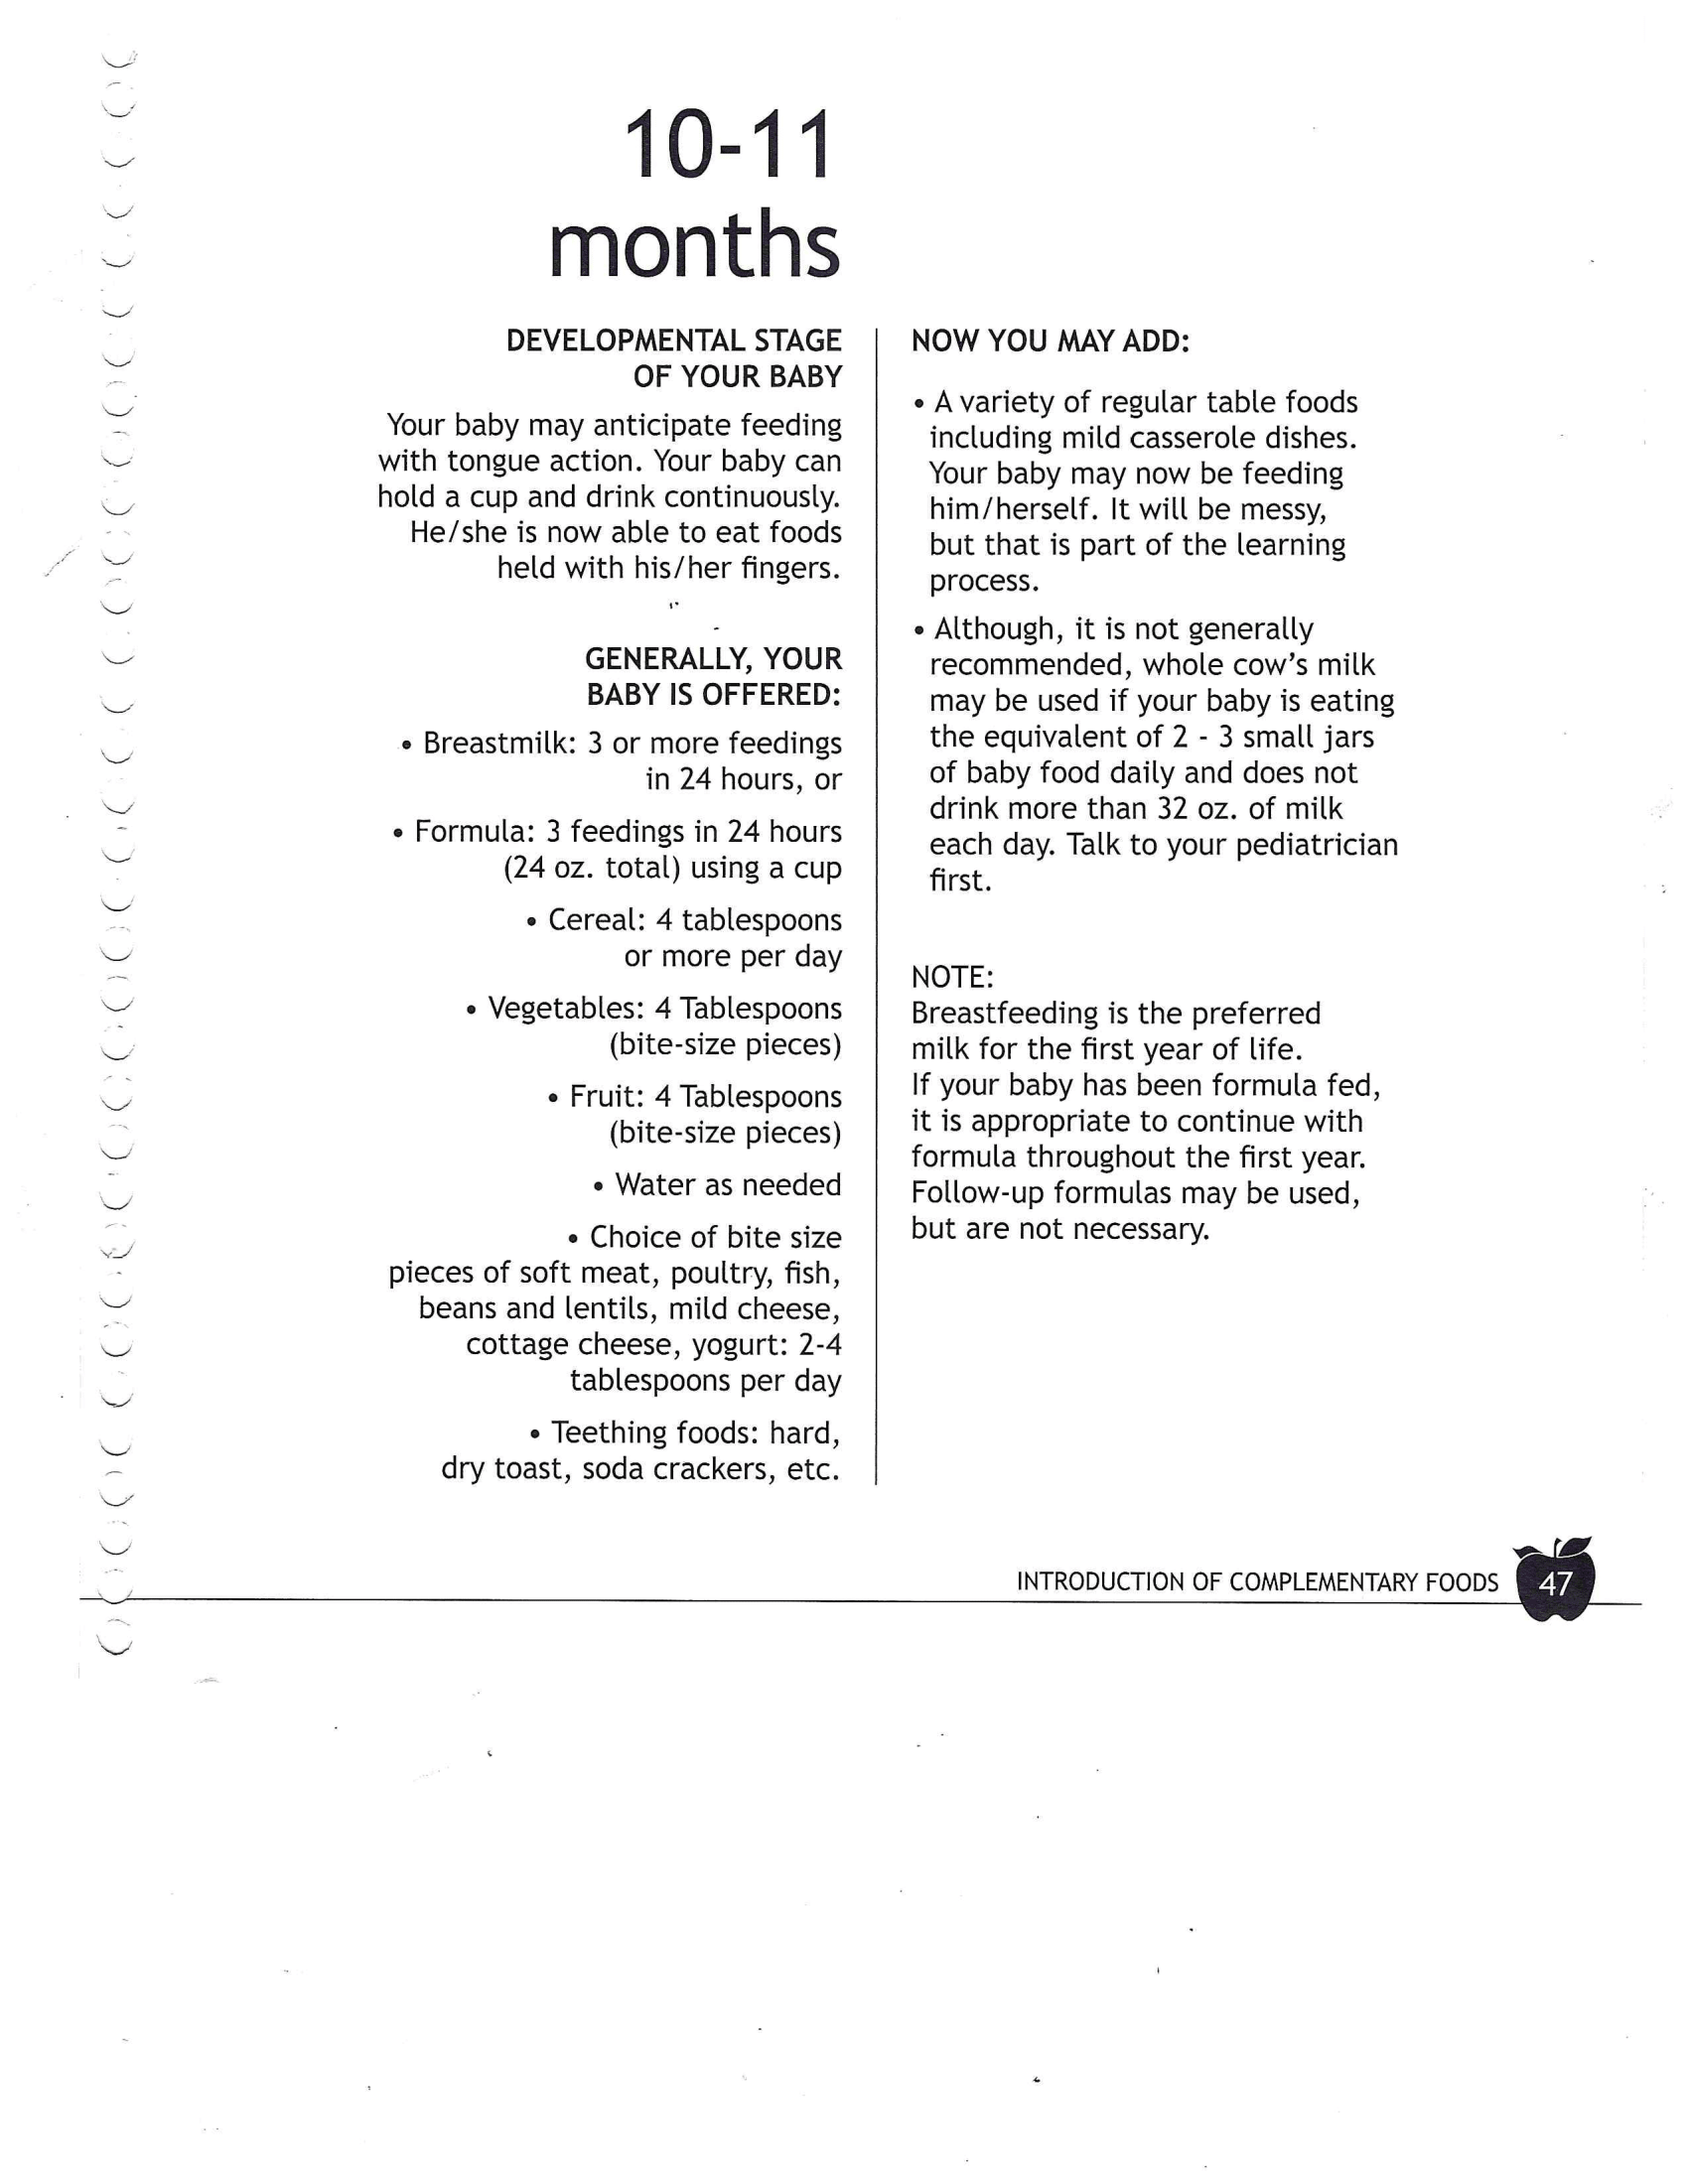 10-11
months
DEVELOPMENTAL STAGE
OF YOUR BABY
Your baby may anticipate feeding
with tongue action. Your baby can
hold a cup and drink continuously.
He/she is now able to eat foods
held with his/her fingers.
GENERALLY, YOUR
BABY IS OFFERED:
• Breastmilk: 3 or more feedings
in 24 hours, or
• Formula: 3 feedings in 24 hours
(24 oz. total) using a cup
• Cereal: 4 tablespoons
or more per day
• Vegetables: 4 Tablespoons
(bite-size pieces)
• Fruit: 4 Tablespoons
(bite-size pieces)
• Water as needed
• Choice of bite size
pieces of soft meat, poultry, fish,
beans and lentils, mild cheese,
cottage cheese, yogurt: 2-4
tablespoons per day
• Teething foods: hard,
dry toast, soda crackers, etc.
NOW YOU MAY ADD:
• A variety of regular table foods
including mild casserole dishes.
Your baby may now be feeding
him/herself. It will be messy,
but that is part of the learning
process.
• Although, it is not generally
recommended, whole cow's milk
may be used if your baby is eating
the equivalent of 2 - 3 small jars
of baby food daily and does not
drink more than 32 oz. of milk
each day. Talk to your pediatrician
first.
NOTE:
Breastfeeding is the preferred
milk for the first year of life.
If your baby has been formula fed,
it is appropriate to continue with
formula throughout the first year.
Follow-up formulas may be used,
but are not necessary.
INTRODUCTION OF COMPLEMENTARY FOODS 47